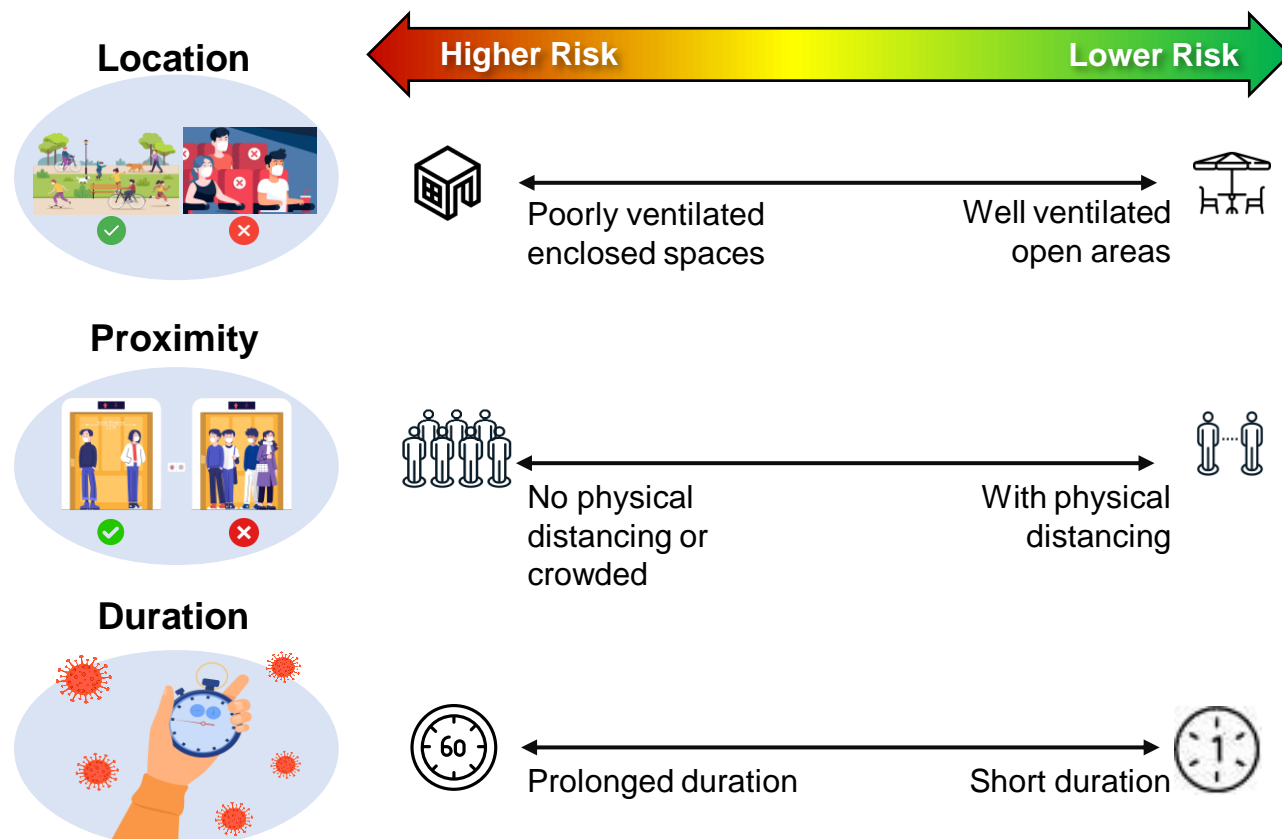 Location
Higher Risk
Lower Risk
Poorly ventilated
enclosed spaces
Well ventilated
open areas
Proximity
No physical
distancing or
crowded
With physical
distancing
Duration
60
1
Prolonged duration
Short duration